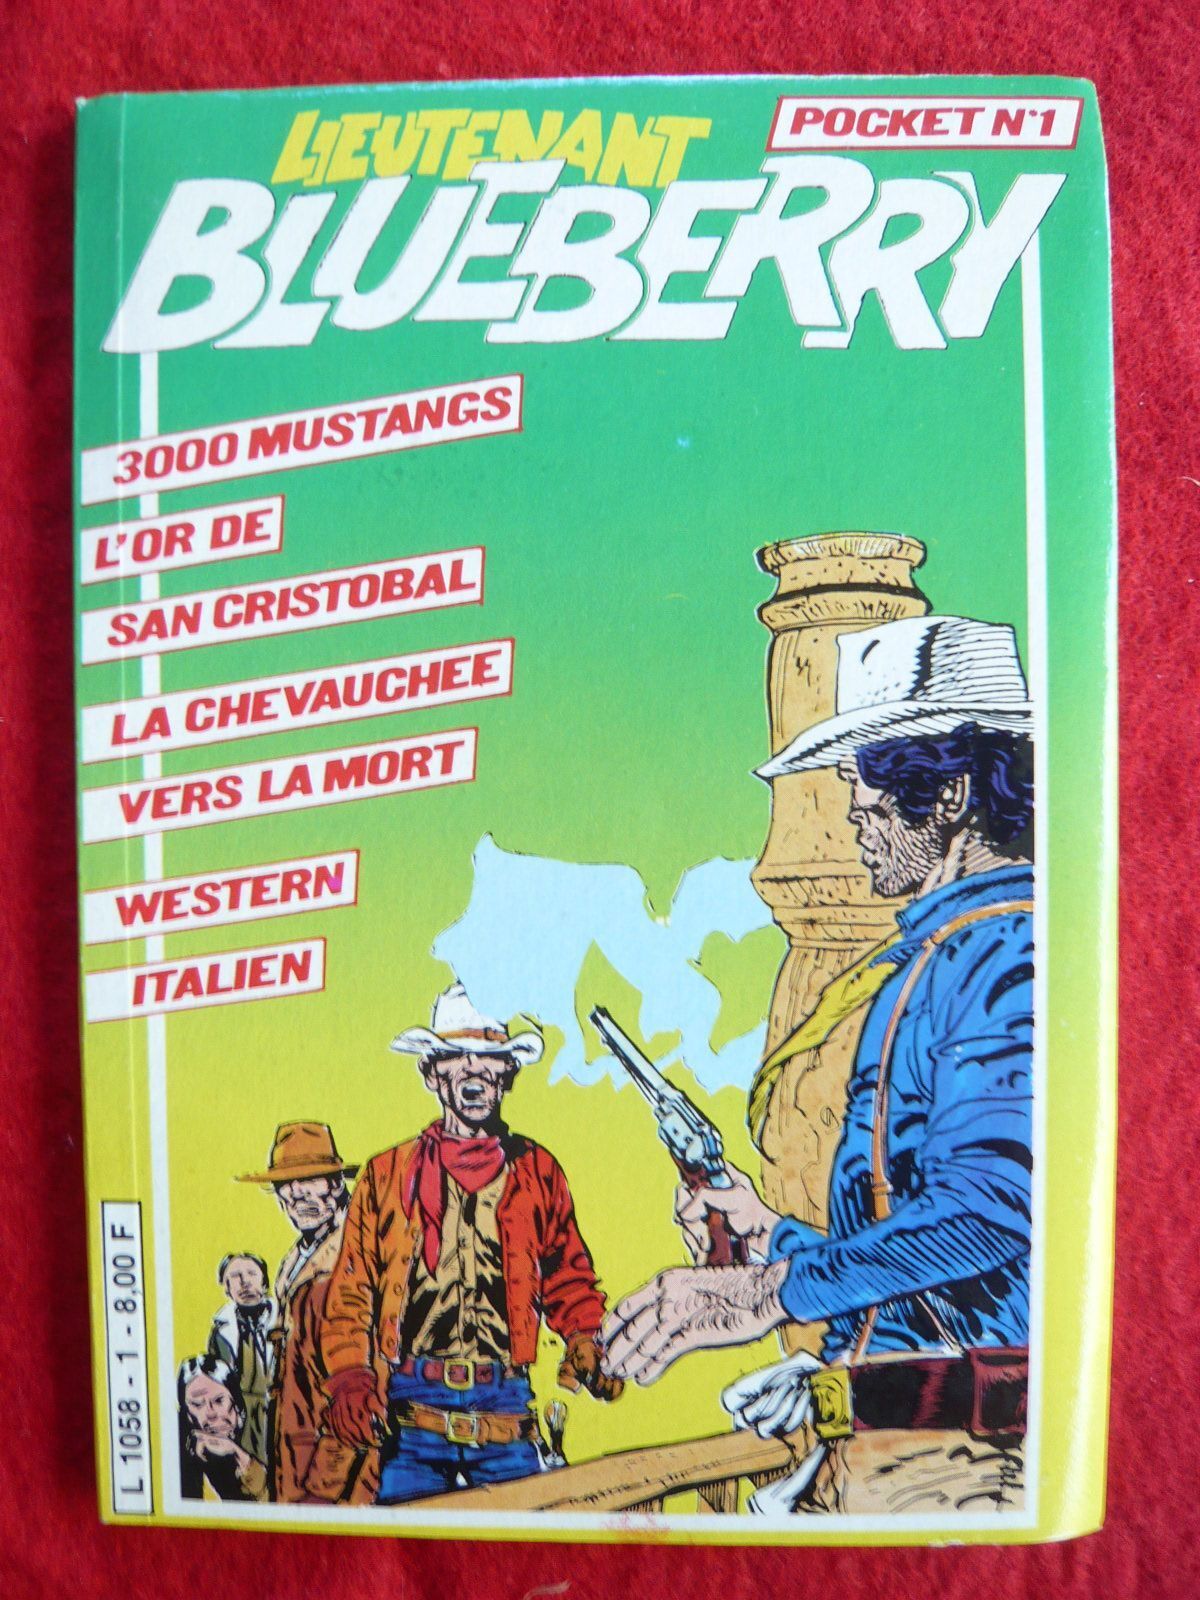 LIEUTENANT
POCKET N°1
BLUEBERRY
3000 MUSTANGS
L'OR DE
SAN CRISTOBAL
LA CHEVAUCHEE
VERS LA MORT
WESTERN
ITALIEN
L 1058 - 1 - 8,00 F